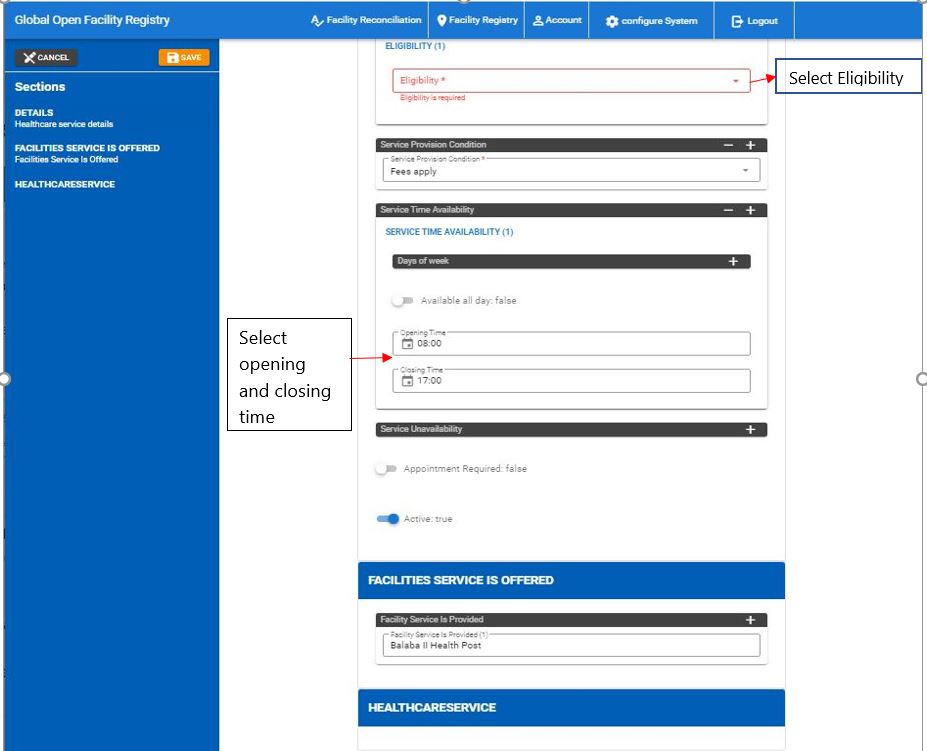 Global Open Facility Registry
Facility Reconciliation
Facility Registry
Account
configure System
Logout
CANCEL
SAVE
Sections
DETAILS
Healthcare service details
FACILITIES SERVICE IS OFFERED
Facilities Service Is Offered
HEALTHCARESERVICE
ELIGIBILITY (1)
Eligibility *
Eligibility is required
Select Eligibility
Service Provision Condition
Service Provision Condition *
Fees apply
Service Time Availability
SERVICE TIME AVAILABILITY (1)
Days of week
Available all day: false
Opening Time
08:00
Closing Time
17:00
Select
opening
and closing
time
Service Unavailability
Appointment Required: false
Active: true
FACILITIES SERVICE IS OFFERED
Facility Service Is Provided
Facility Service Is Provided (1)
Balaba II Health Post
HEALTHCARESERVICE